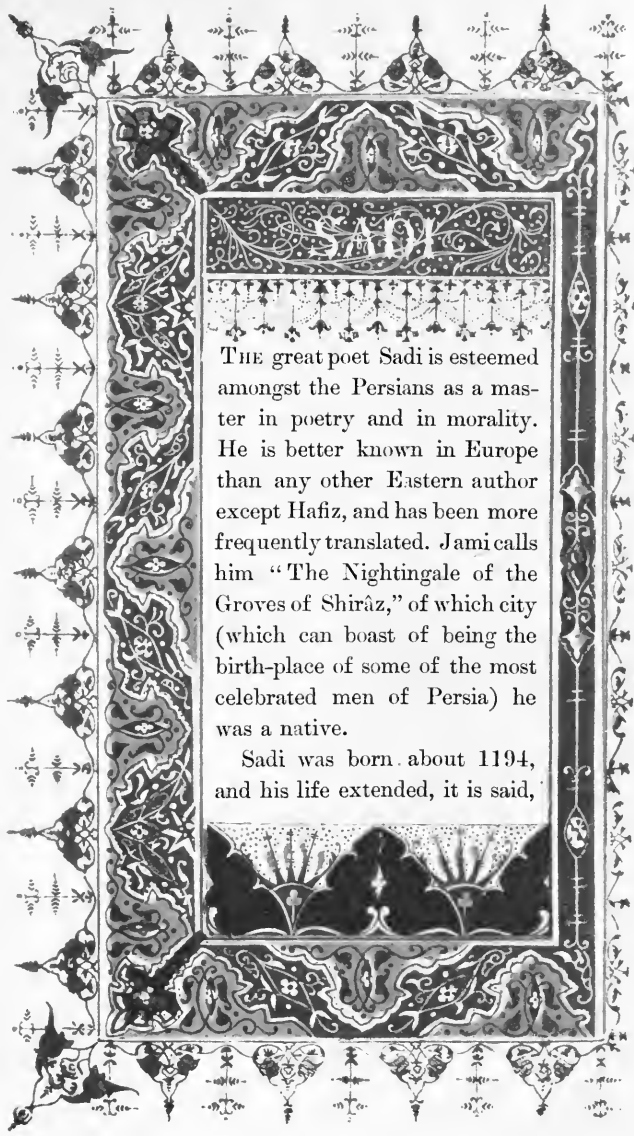 SADI
THE great poet Sadi is esteemed
amongst the Persians as a mas-
ter in poetry and in morality.
He is better known in Europe
than any other Eastern author
except Hafiz, and has been more
frequently translated. Jami calls
him “The Nightingale of the
Groves of Shirâz,” of which city
(which can boast of being the
birth-place of some of the most
celebrated men of Persia) he
was a native.
Sadi was born about 1194,
and his life extended, it is said,